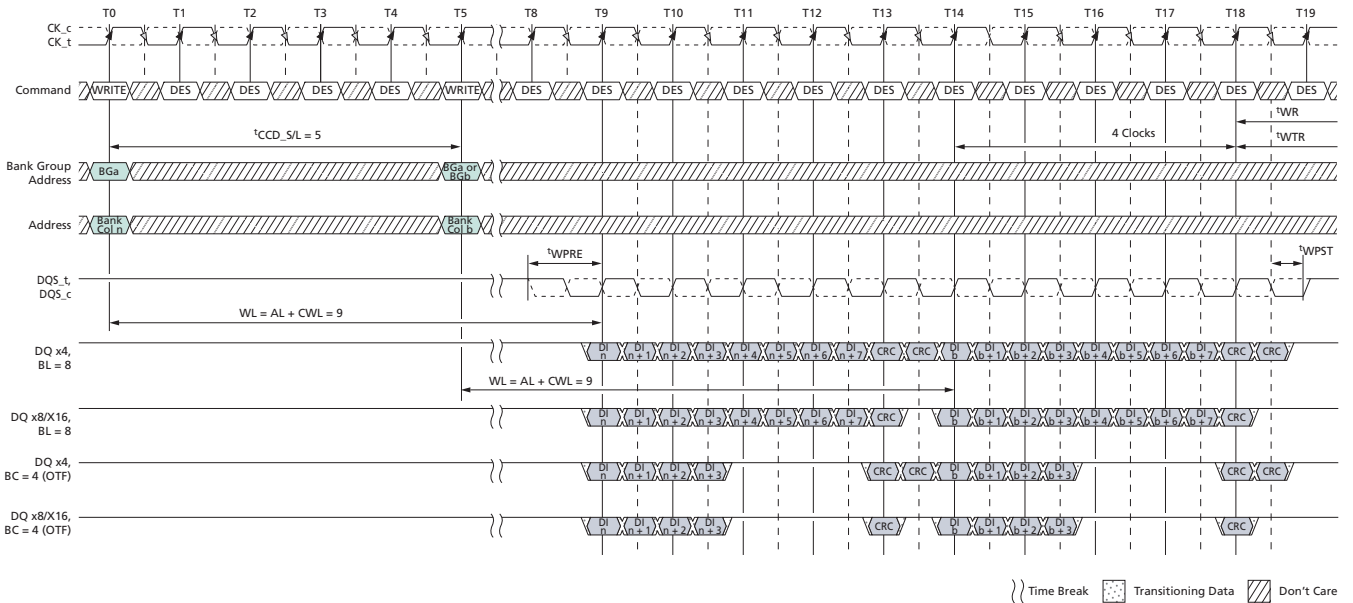 T0 T1 T2 T3 T4 T5 T8 T9 T10 T11 T12 T13 T14 T15 T16 T17 T18 T19
CK_c
CK_t
Command WRITE DES DES DES DES WRITE DES DES DES DES DES DES DES DES DES DES DES DES
tWR
tCCD_S/L = 5 4 Clocks tWTR
Bank Group
Address
BGa
BGa or
BGb
Address
Bank
Col n
Bank
Col b
tWPRE tWPST
DQS_t,
DQS_c
WL = AL + CWL = 9
DQ x4,
BL = 8
DI n DI n + 1 DI n + 2 DI n + 3 DI n + 4 DI n + 5 DI n + 6 DI n + 7 CRC CRC DI b DI b + 1 DI b + 2 DI b + 3 DI b + 4 DI b + 5 DI b + 6 DI b + 7 CRC CRC
WL = AL + CWL = 9
DQ x8/X16,
BL = 8
DI n DI n + 1 DI n + 2 DI n + 3 DI n + 4 DI n + 5 DI n + 6 DI n + 7 CRC DI b DI b + 1 DI b + 2 DI b + 3 DI b + 4 DI b + 5 DI b + 6 DI b + 7 CRC
DQ x4,
BC = 4 (OTF)
DI n DI n + 1 DI n + 2 DI n + 3 CRC CRC DI b DI b + 1 DI b + 2 DI b + 3 CRC CRC
DQ x8/X16,
BC = 4 (OTF)
DI n DI n + 1 DI n + 2 DI n + 3 CRC DI b DI b + 1 DI b + 2 DI b + 3 CRC
Time Break Transitioning Data Don't Care